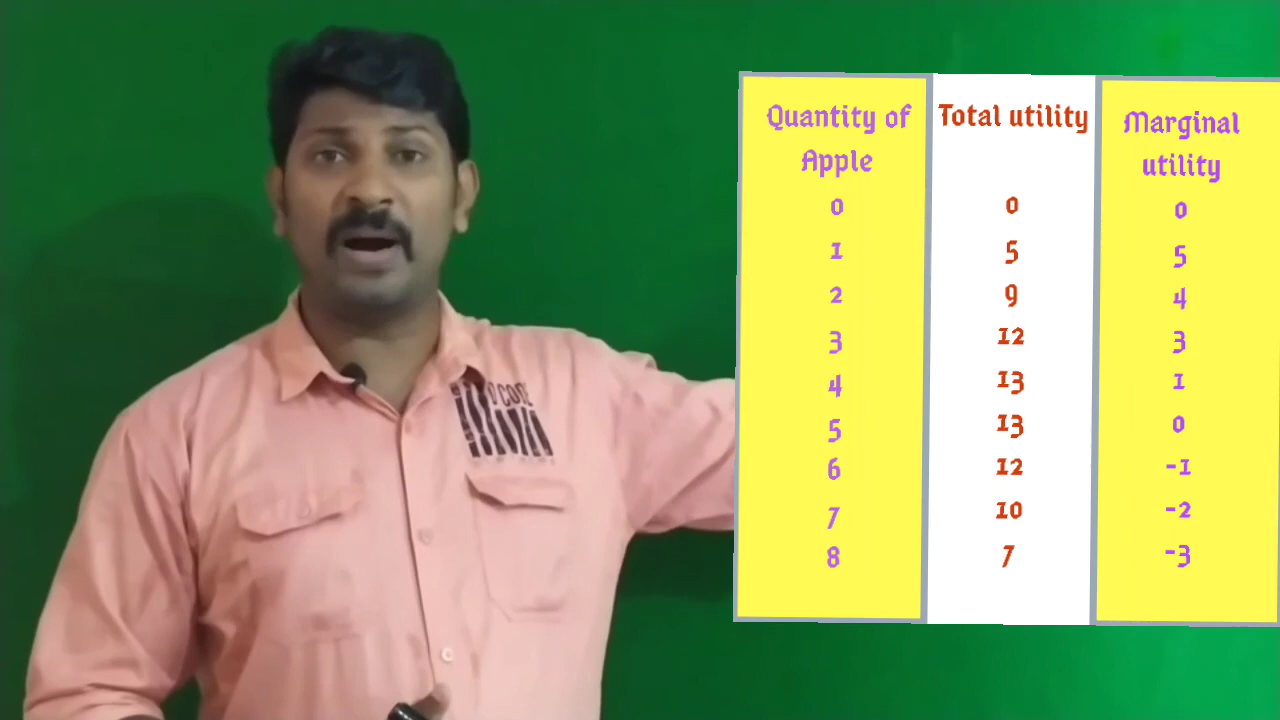 Quantity of Total utility Marginal
Apple utility
0 0 0
1 5 5
2 9 4
3 12 3
4 13 1
5 13 0
6 12 -1
7 10 -2
8 7 -3
CODE